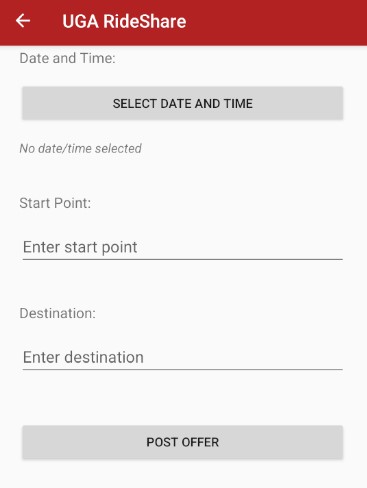 UGA RideShare
Date and Time:
SELECT DATE AND TIME
No date/time selected
Start Point:
Enter start point
Destination:
Enter destination
POST OFFER